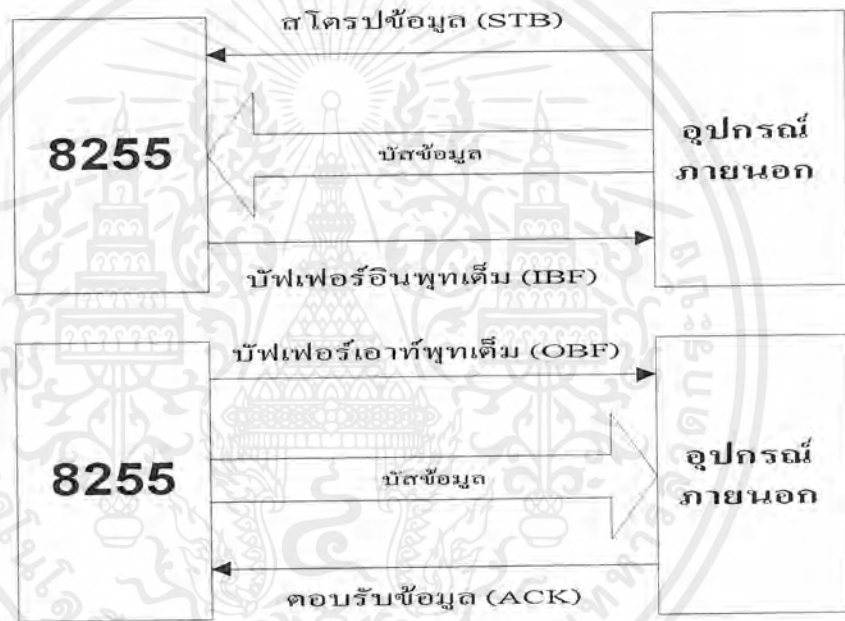 สโตรปข้อมูล (STB)
8255
บัสข้อมูล
อุปกรณ์
ภายนอก
บัฟเฟอร์อินพุทเต็ม (IBF)
บัฟเฟอร์เอาท์พุทเต็ม (OBF)
8255
บัสข้อมูล
อุปกรณ์
ภายนอก
ตอบรับข้อมูล (ACK)